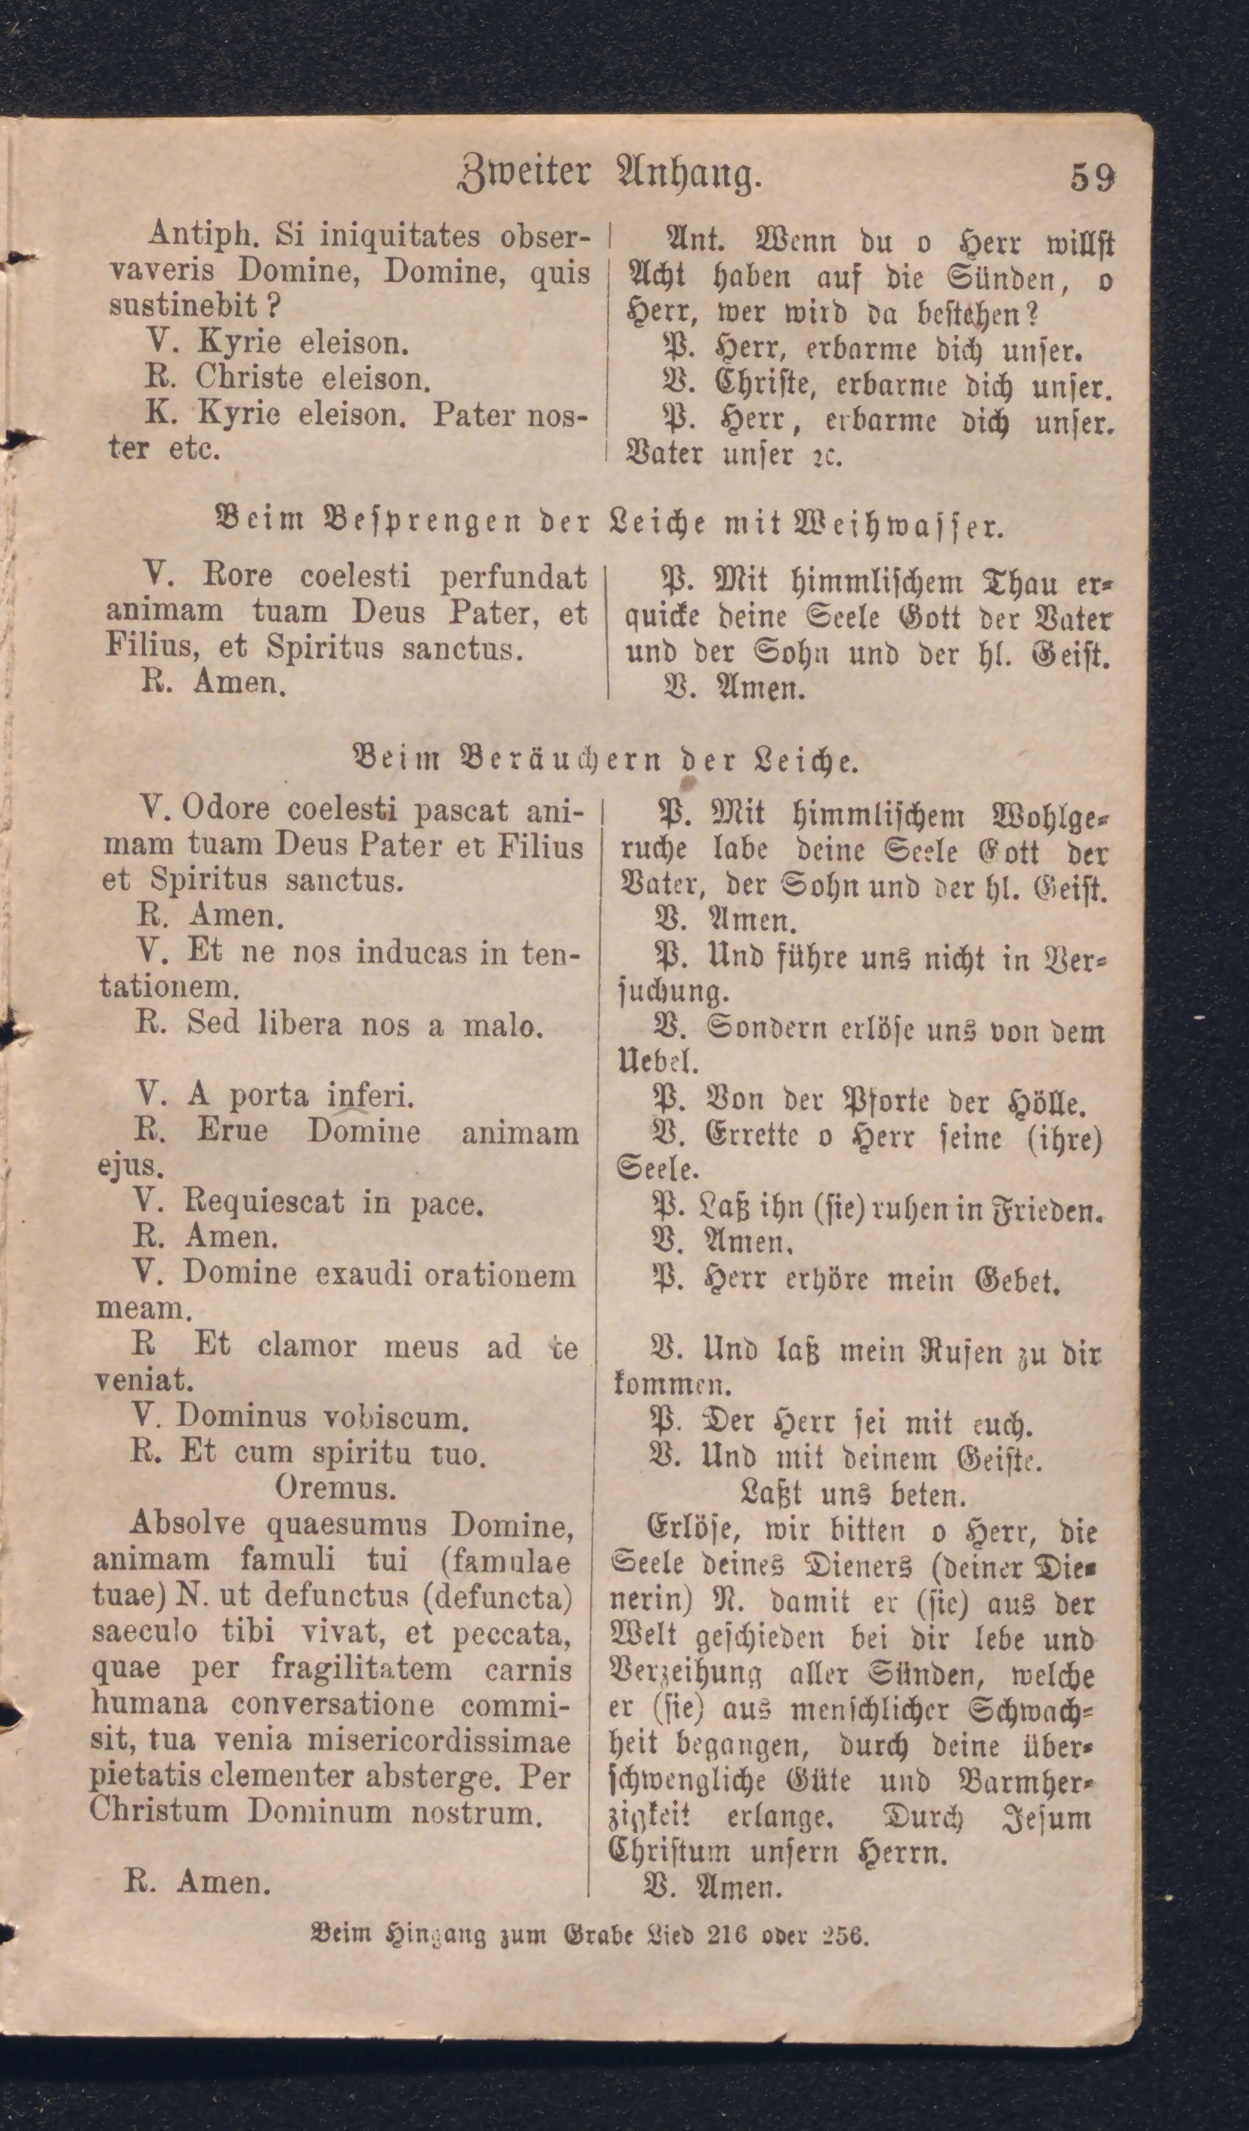 Zweiter Anhang. 59
Antiph. Si iniquitates obser-
vaveris Domine, Domine, quis
sustinebit?
V. Kyrie eleison.
R. Christe eleison.
K. Kyrie eleison. Pater nos-
ter etc.
Ant. Wenn du o Herr willst
Acht haben auf die Sünden, o
Herr, wer wird da bestehen?
P. Herr, erbarme dich unser.
V. Christe, erbarme dich unser.
P. Herr, erbarme dich unser.
Vater unser ꝛc.
Beim Besprengen der Leiche mit Weihwasser.
V. Rore coelesti perfundat
animam tuam Deus Pater, et
Filius, et Spiritus sanctus.
R. Amen.
P. Mit himmlischem Thau er-
quicke deine Seele Gott der Vater
und der Sohn und der hl. Geist.
V. Amen.
Beim Beräuchern der Leiche.
V. Odore coelesti pascat ani-
mam tuam Deus Pater et Filius
et Spiritus sanctus.
R. Amen.
V. Et ne nos inducas in ten-
tationem.
R. Sed libera nos a malo.
V. A porta inferi.
R. Erue Domine animam
ejus.
V. Requiescat in pace.
R. Amen.
V. Domine exaudi orationem
meam.
R Et clamor meus ad te
veniat.
V. Dominus vobiscum.
R. Et cum spiritu tuo.
Oremus.
Absolve quaesumus Domine,
animam famuli tui (famulae
tuae) N. ut defunctus (defuncta)
saeculo tibi vivat, et peccata,
quae per fragilitatem carnis
humana conversatione commi-
sit, tua venia misericordissimae
pietatis clementer absterge. Per
Christum Dominum nostrum.
R. Amen.
P. Mit himmlischem Wohlge-
ruche labe deine Seele Gott der
Vater, der Sohn und der hl. Geist.
V. Amen.
P. Und führe uns nicht in Ver-
suchung.
V. Sondern erlöse uns von dem
Uebel.
P. Von der Pforte der Hölle.
V. Errette o Herr seine (ihre)
Seele.
P. Laß ihn (sie) ruhen in Frieden.
V. Amen.
P. Herr erhöre mein Gebet.
V. Und laß mein Rufen zu dir
kommen.
P. Der Herr sei mit euch.
V. Und mit deinem Geiste.
Laßt uns beten.
Erlöse, wir bitten o Herr, die
Seele deines Dieners (deiner Die-
nerin) N. damit er (sie) aus der
Welt geschieden bei dir lebe und
Verzeihung aller Sünden, welche
er (sie) aus menschlicher Schwach-
heit begangen, durch deine über-
schwengliche Güte und Barmher-
zigkeit erlange. Durch Jesum
Christum unsern Herrn.
V. Amen.
Beim Hingang zum Grabe Lied 216 oder 256.